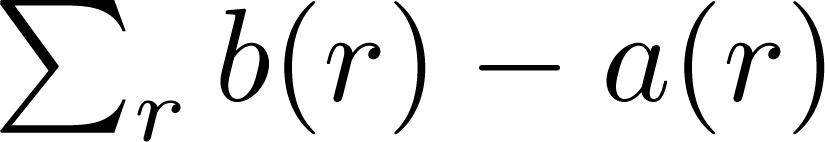 ∑_r b(r) − a(r)